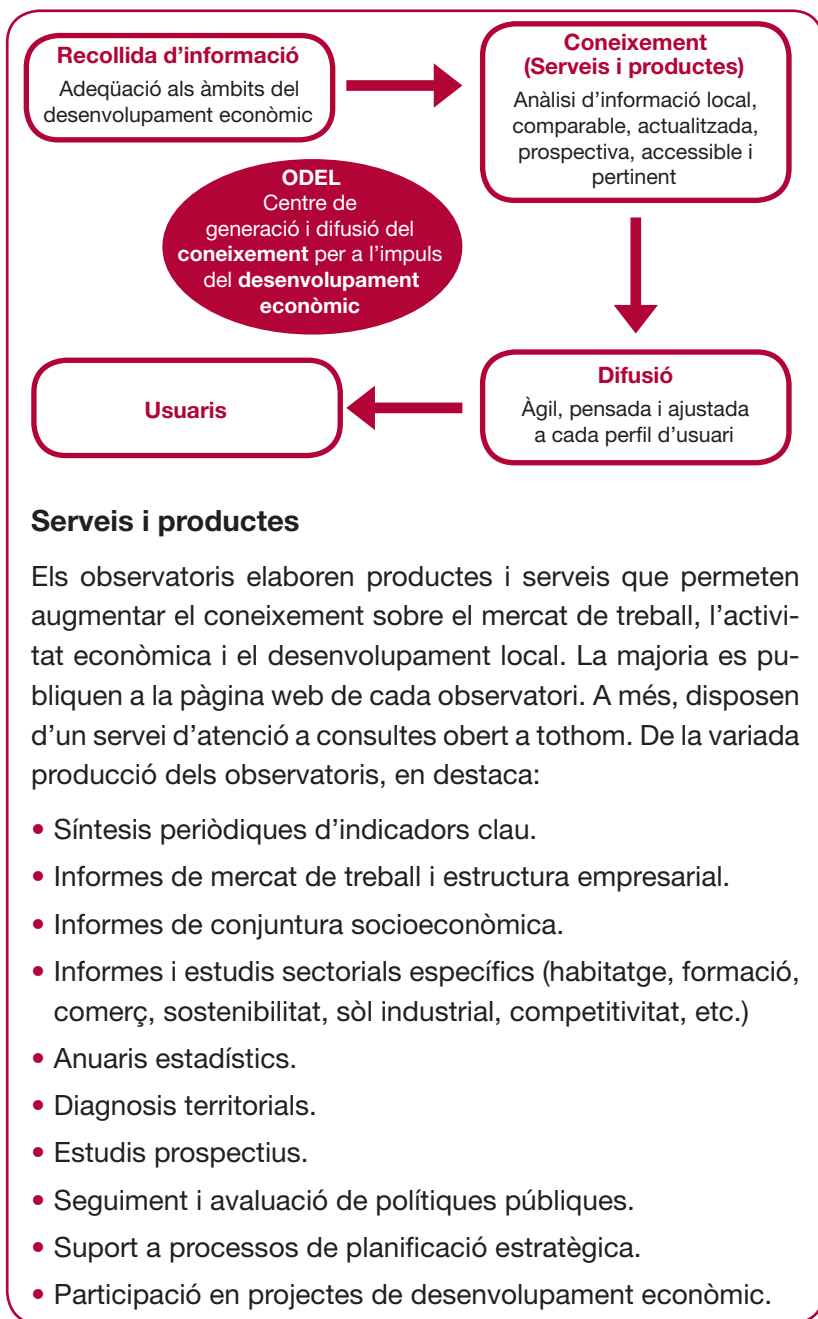 Recollida d’informació
Adeqüació als àmbits del
desenvolupament econòmic
Coneixement
(Serveis i productes)
Anàlisi d’informació local,
comparable, actualitzada,
prospectiva, accessible i
pertinent
ODEL
Centre de
generació i difusió del
coneixement per a l’impuls
del desenvolupament
econòmic
Difusió
Àgil, pensada i ajustada
a cada perfil d’usuari
Usuaris
Serveis i productes
Els observatoris elaboren productes i serveis que permeten
augmentar el coneixement sobre el mercat de treball, l’activi-
tat econòmica i el desenvolupament local. La majoria es pu-
bliquen a la pàgina web de cada observatori. A més, disposen
d’un servei d’atenció a consultes obert a tothom. De la variada
producció dels observatoris, en destaca:
• Síntesis periòdiques d’indicadors clau.
• Informes de mercat de treball i estructura empresarial.
• Informes de conjuntura socioeconòmica.
• Informes i estudis sectorials específics (habitatge, formació,
comerç, sostenibilitat, sòl industrial, competitivitat, etc.)
• Anuaris estadístics.
• Diagnosis territorials.
• Estudis prospectius.
• Seguiment i avaluació de polítiques públiques.
• Suport a processos de planificació estratègica.
• Participació en projectes de desenvolupament econòmic.